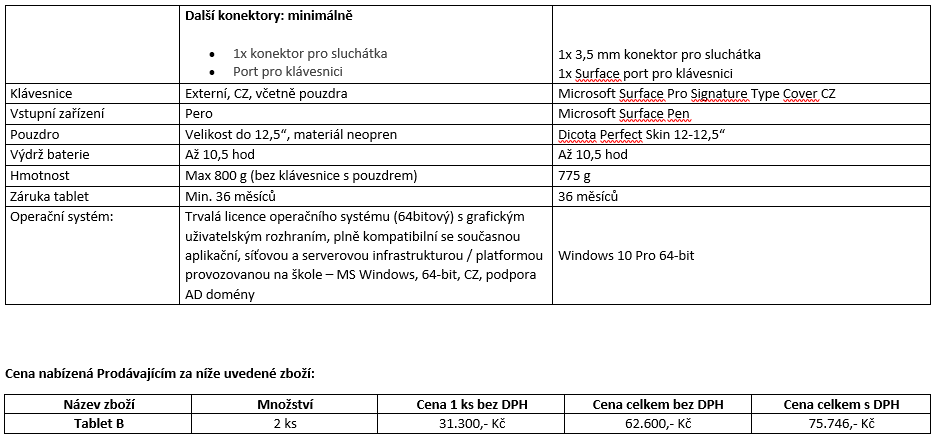 Další konektory: minimálně
• 1x konektor pro sluchátka
• Port pro klávesnici
1x 3,5 mm konektor pro sluchátka
1x Surface port pro klávesnici
Klávesnice Externí, CZ, včetně pouzdra Microsoft Surface Pro Signature Type Cover CZ
Vstupní zařízení Pero Microsoft Surface Pen
Pouzdro Velikost do 12,5“, materiál neopren Dicota Perfect Skin 12-12,5“
Výdrž baterie Až 10,5 hod Až 10,5 hod
Hmotnost Max 800 g (bez klávesnice s pouzdrem) 775 g
Záruka tablet Min. 36 měsíců 36 měsíců
Operační systém: Trvalá licence operačního systému (64bitový) s grafickým
uživatelským rozhraním, plně kompatibilní se současnou
aplikační, síťovou a serverovou infrastrukturou / platformou
provozovanou na škole – MS Windows, 64-bit, CZ, podpora
AD domény
Windows 10 Pro 64-bit
Cena nabízená Prodávajícím za níže uvedené zboží:
Název zboží Množství Cena 1 ks bez DPH Cena celkem bez DPH Cena celkem s DPH
Tablet B 2 ks 31.300,- Kč 62.600,- Kč 75.746,- Kč